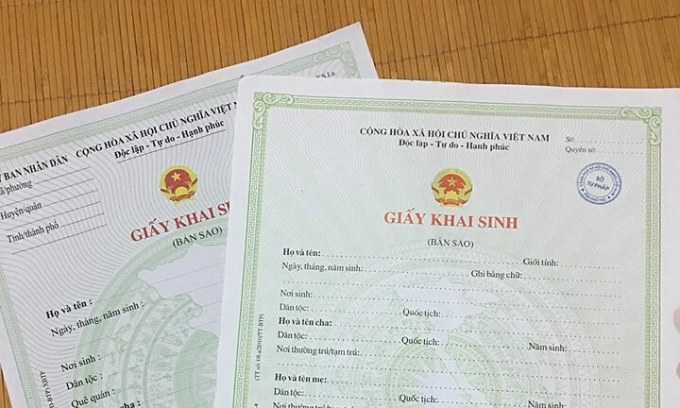 BAN NHÂN DÂN
CỘNG HÒA XÃ HỘI CHỦ NGHĨA VIỆT NAM
Độc lập - Tự do - Hạnh phúc
Huyện/quận
Tỉnh/thành phố
GIẤY KHAI SINH
(BẢN SAO)
Họ và tên :
Ngày, tháng, năm sinh :
Nơi sinh :
Dân tộc :
Quê quán :
CỘNG HÒA XÃ HỘI CHỦ NGHĨA VIỆT NAM
Độc lập - Tự do - Hạnh phúc
Số:
Quyển số:
BỘ
TƯ PHÁP
GIẤY KHAI SINH
(BẢN SAO)
Họ và tên: Giới tính:
Ngày, tháng, năm sinh: Ghi bằng chữ:
Nơi sinh:
Dân tộc: Quốc tịch:
Họ và tên cha:
Dân tộc: Quốc tịch: Năm sinh:
Nơi thường trú/tạm trú:
Họ và tên mẹ:
Dân tộc: Quốc tịch: Năm sinh: